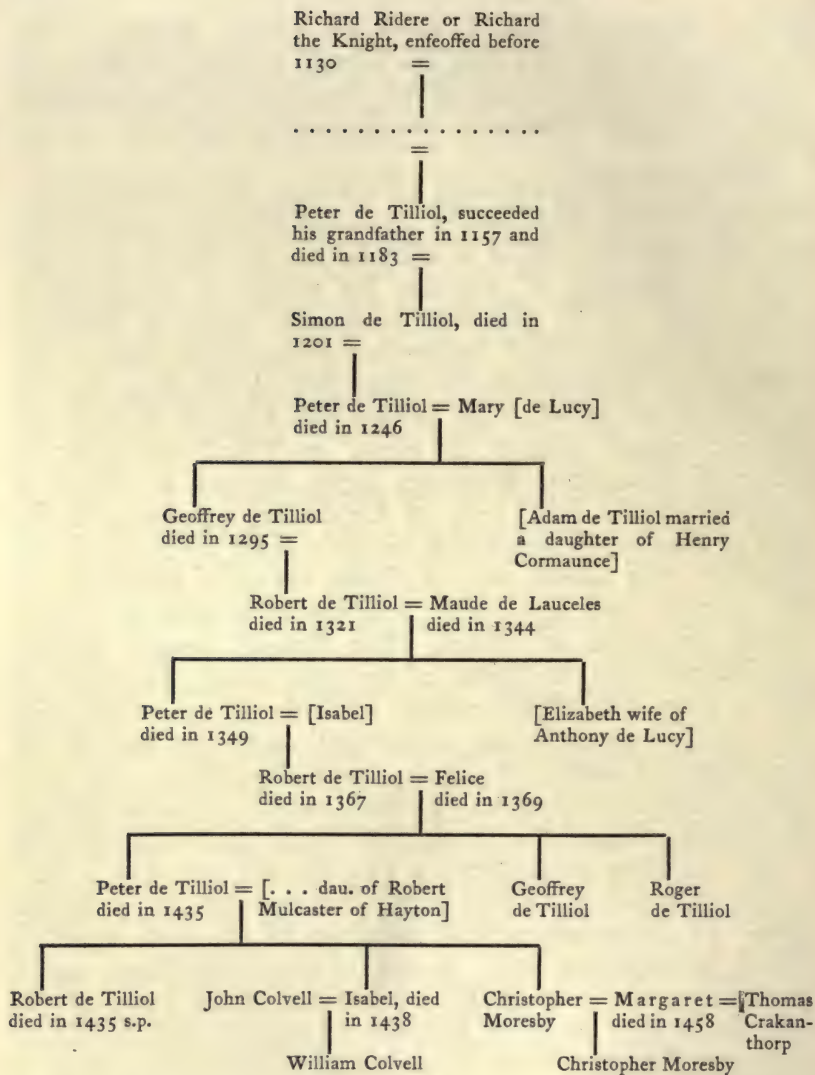 Richard Ridere or Richard
the Knight, enfeoffed before
1130 =
. . . . . . . . . . . . . . . .
=
Peter de Tilliol, succeeded
his grandfather in 1157 and
died in 1183 =
Simon de Tilliol, died in
1201 =
Peter de Tilliol = Mary [de Lucy]
died in 1246
Geoffrey de Tilliol
died in 1295 =
[Adam de Tilliol married
a daughter of Henry
Cormaunce]
Robert de Tilliol = Maude de Lauceles
died in 1321 died in 1344
Peter de Tilliol = [Isabel]
died in 1349
[Elizabeth wife of
Anthony de Lucy]
Robert de Tilliol = Felice
died in 1367 died in 1369
Peter de Tilliol = [. . . dau. of Robert
died in 1435 Mulcaster of Hayton]
Geoffrey
de Tilliol
Roger
de Tilliol
Robert de Tilliol
died in 1435 s.p.
John Colvell = Isabel, died
in 1438
William Colvell
Christopher = Margaret = [Thomas
Moresby died in 1458 Crakan-
thorp
Christopher Moresby